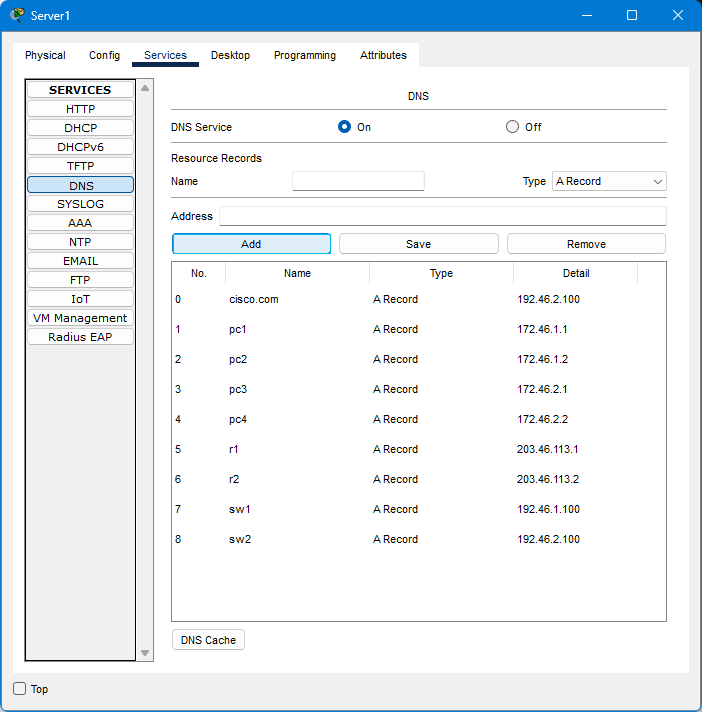 Server1
Physical Config Services Desktop Programming Attributes
SERVICES
HTTP
DHCP
DHCPv6
TFTP
DNS
SYSLOG
AAA
NTP
EMAIL
FTP
IoT
VM Management
Radius EAP
DNS
DNS Service On Off
Resource Records
Name Type A Record
Address
Add Save Remove
No. Name Type Detail
0 cisco.com A Record 192.46.2.100
1 pc1 A Record 172.46.1.1
2 pc2 A Record 172.46.1.2
3 pc3 A Record 172.46.2.1
4 pc4 A Record 172.46.2.2
5 r1 A Record 203.46.113.1
6 r2 A Record 203.46.113.2
7 sw1 A Record 192.46.1.100
8 sw2 A Record 192.46.2.100
DNS Cache
Top